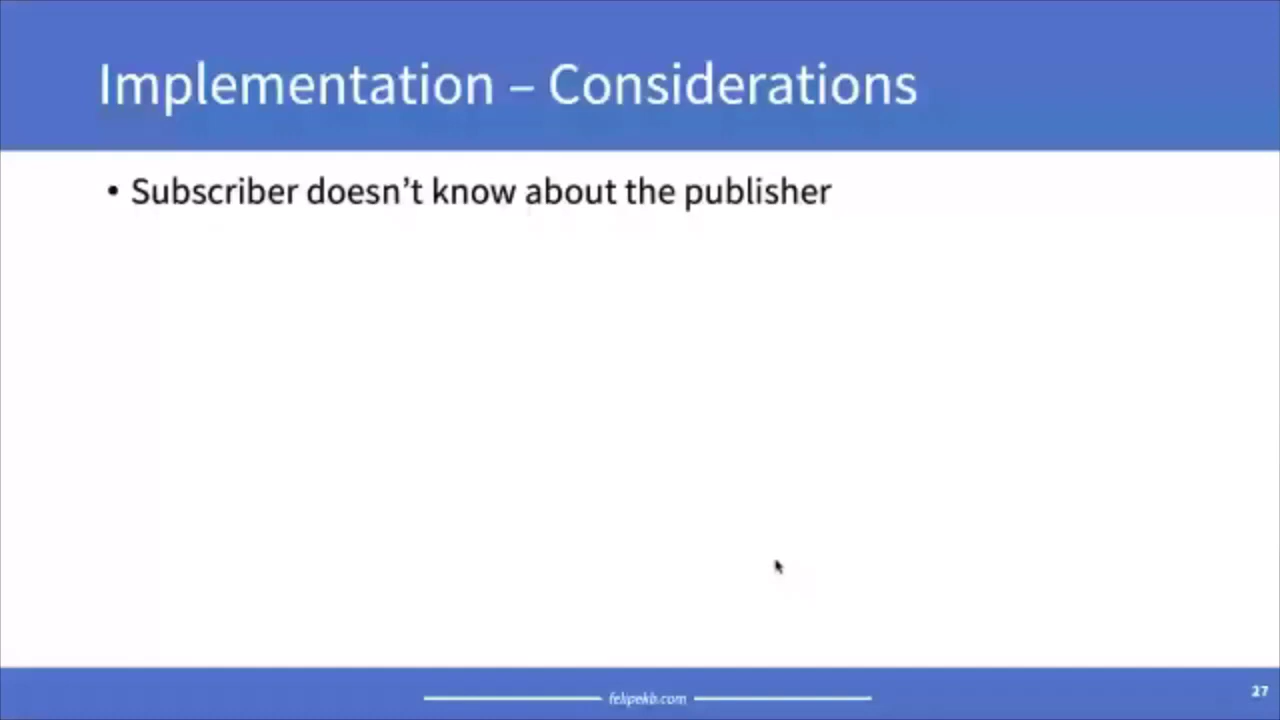 Implementation – Considerations
• Subscriber doesn’t know about the publisher
felipekb.com
27